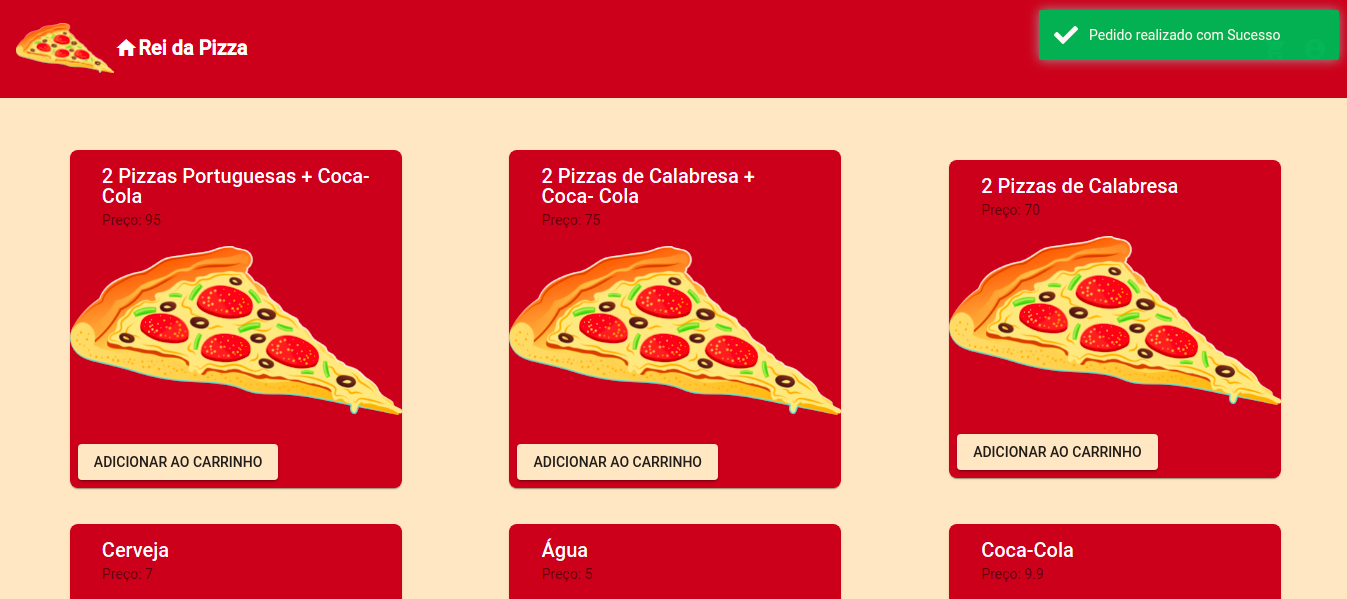 Rei da Pizza
Pedido realizado com Sucesso
2 Pizzas Portuguesas + Coca-
Cola
Preço: 95
ADICIONAR AO CARRINHO
2 Pizzas de Calabresa +
Coca- Cola
Preço: 75
ADICIONAR AO CARRINHO
2 Pizzas de Calabresa
Preço: 70
ADICIONAR AO CARRINHO
Cerveja
Preço: 7
Água
Preço: 5
Coca-Cola
Preço: 9.9